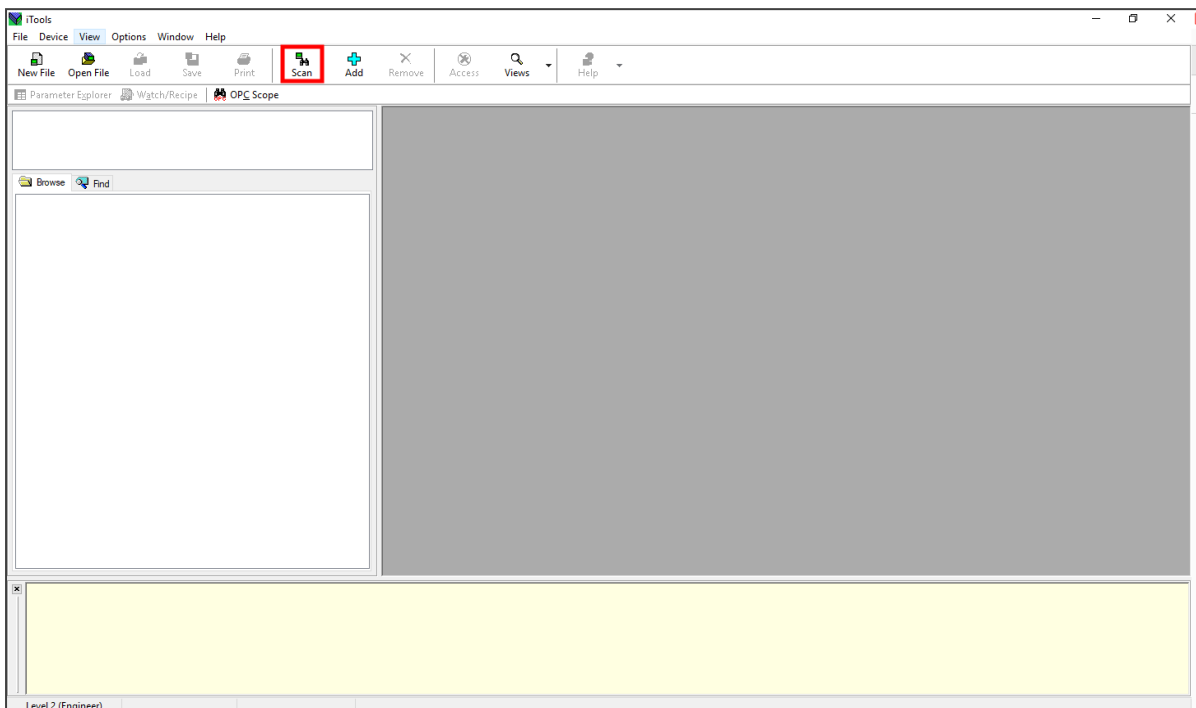 iTools
File Device View Options Window Help
New File Open File Load Save Print Scan Add Remove Access Views Help
Parameter Explorer Watch/Recipe OPC Scope
Browse Find
Level 2 (Engineer)